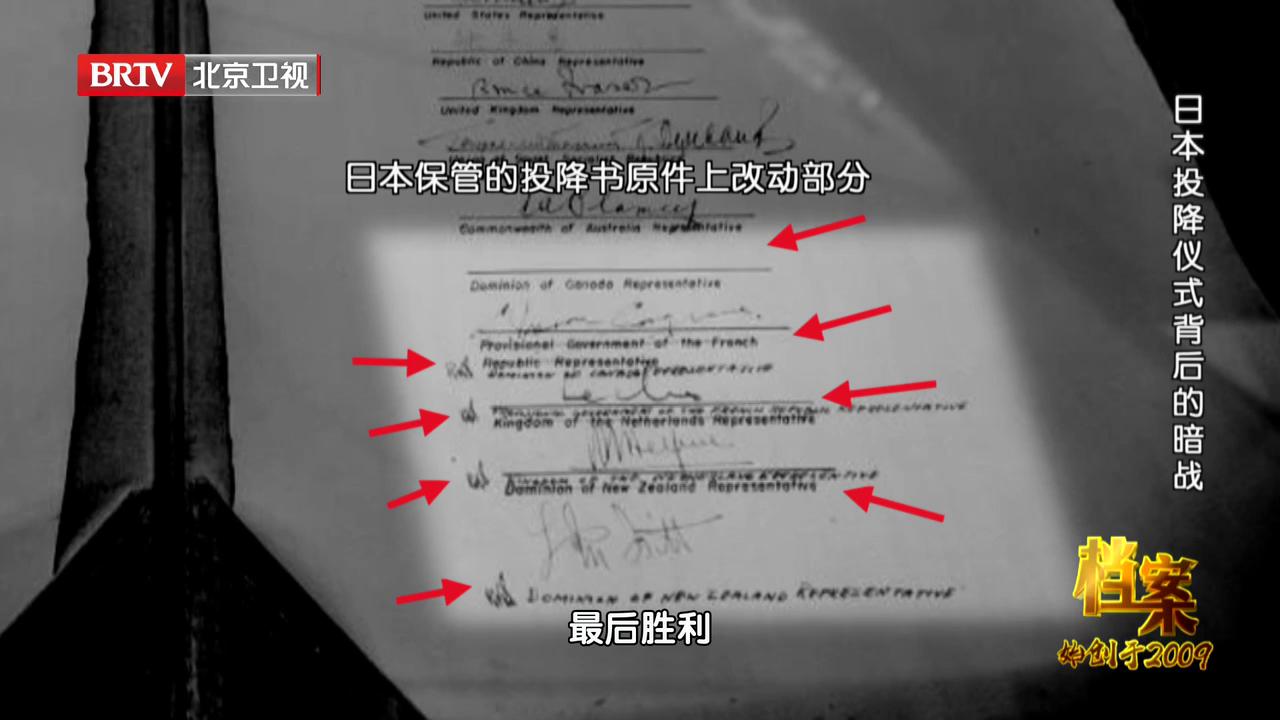 BRTV 北京卫视
United States Representative
Republic of China Representative
Bruce Fraser
United Kingdom Representative
日本保管的投降书原件上改动部分
Commonwealth of Australia Representative
Dominion of Canada Representative
Provisional Government of the French
Republic Representative
DOMINION OF CANADA REPRESENTATIVE
PROVISIONAL GOVERNMENT OF THE FRENCH REPUBLIC REPRESENTATIVE
Kingdom of the Netherlands Representative
KINGDOM OF THE NETHERLANDS REPRESENTATIVE
Dominion of New Zealand Representative
DOMINION OF NEW ZEALAND REPRESENTATIVE
最后胜利
日本投降仪式背后的暗战
档案
始创于2009